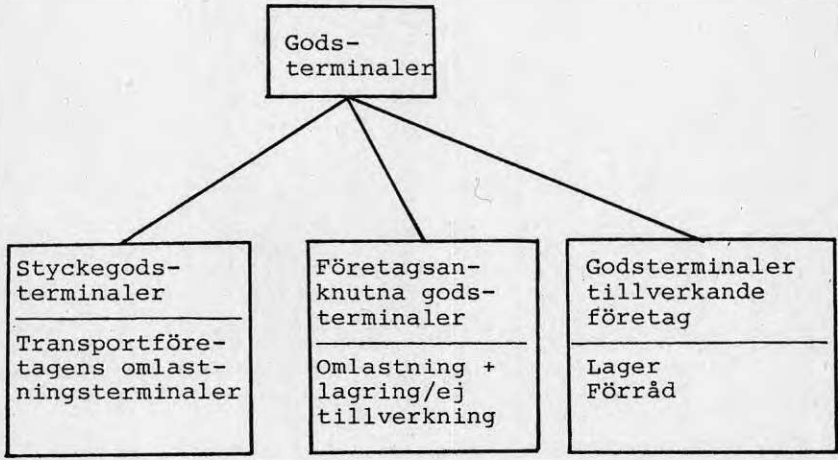 Gods-
terminaler
Styckegods-
terminaler
Transportföre-
tagens omlast-
ningsterminaler
Företagsan-
knutna gods-
terminaler
Omlastning +
lagring/ej
tillverkning
Godsterminaler
tillverkande
företag
Lager
Förråd